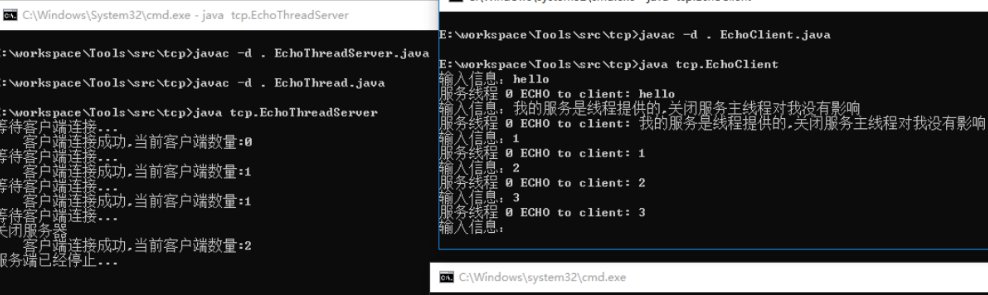 C:\Windows\System32\cmd.exe - java tcp.EchoThreadServer
E:\workspace\Tools\src\tcp>javac -d . EchoThreadServer.java
E:\workspace\Tools\src\tcp>javac -d . EchoThread.java
E:\workspace\Tools\src\tcp>java tcp.EchoThreadServer
等待客户端连接...
客户端连接成功,当前客户端数量:0
等待客户端连接...
客户端连接成功,当前客户端数量:1
等待客户端连接...
客户端连接成功,当前客户端数量:1
等待客户端连接...
关闭服务器
客户端连接成功,当前客户端数量:2
服务端已经停止...
E:\workspace\Tools\src\tcp>javac -d . EchoClient.java
E:\workspace\Tools\src\tcp>java tcp.EchoClient
输入信息: hello
服务线程 0 ECHO to client: hello
输入信息: 我的服务是线程提供的,关闭服务主线程对我没有影响
服务线程 0 ECHO to client: 我的服务是线程提供的,关闭服务主线程对我没有影响
输入信息: 1
服务线程 0 ECHO to client: 1
输入信息: 2
服务线程 0 ECHO to client: 2
输入信息: 3
服务线程 0 ECHO to client: 3
输入信息:
C:\Windows\system32\cmd.exe